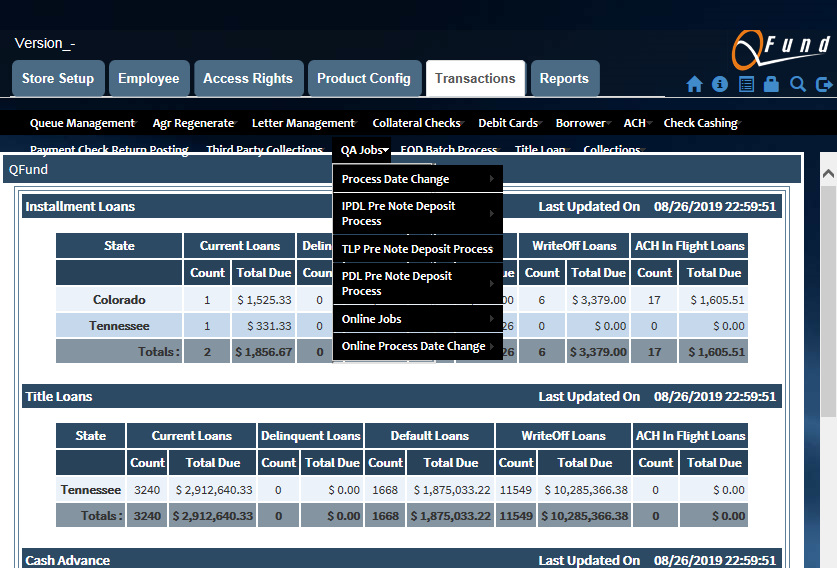 Version_-
QFund
Store Setup Employee Access Rights Product Config Transactions Reports
Queue Management Agr Regenerate Letter Management Collateral Checks Debit Cards Borrower ACH Check Cashing
Payment Check Return Posting Third Party Collections QA Jobs EOD Batch Process Title Loan Collections
QFund
Process Date Change
IPDL Pre Note Deposit
Process
TLP Pre Note Deposit Process
PDL Pre Note Deposit
Process
Online Jobs
Online Process Date Change
Installment Loans Last Updated On 08/26/2019 22:59:51
State Current Loans Delin WriteOff Loans ACH In Flight Loans
Count Total Due Coun ue Count Total Due Count Total Due
Colorado 1 $ 1,525.33 0 00 6 $ 3,379.00 17 $ 1,605.51
Tennessee 1 $ 331.33 0 26 0 $ 0.00 0 $ 0.00
Totals : 2 $ 1,856.67 0 26 6 $ 3,379.00 17 $ 1,605.51
Title Loans Last Updated On 08/26/2019 22:59:51
State Current Loans Delinquent Loans Default Loans WriteOff Loans ACH In Flight Loans
Count Total Due Count Total Due Count Total Due Count Total Due Count Total Due
Tennessee 3240 $ 2,912,640.33 0 $ 0.00 1668 $ 1,875,033.22 11549 $ 10,285,366.38 0 $ 0.00
Totals : 3240 $ 2,912,640.33 0 $ 0.00 1668 $ 1,875,033.22 11549 $ 10,285,366.38 0 $ 0.00
Cash Advance Last Updated On 08/26/2019 22:59:51